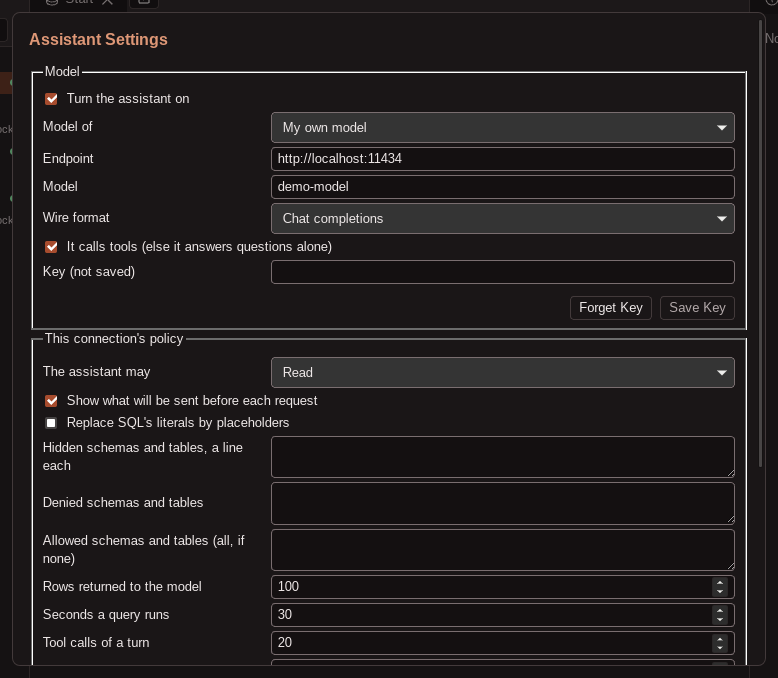 Start
Assistant Settings
Model
Turn the assistant on
Model of
My own model
Endpoint
http://localhost:11434
Model
demo-model
Wire format
Chat completions
It calls tools (else it answers questions alone)
Key (not saved)
Forget Key
Save Key
This connection's policy
The assistant may
Read
Show what will be sent before each request
Replace SQL's literals by placeholders
Hidden schemas and tables, a line
each
Denied schemas and tables
Allowed schemas and tables (all, if
none)
Rows returned to the model
100
Seconds a query runs
30
Tool calls of a turn
20